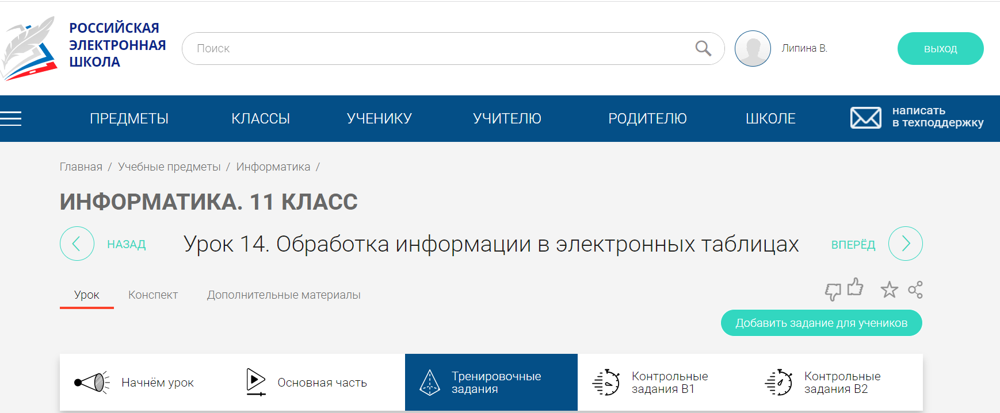 РОССИЙСКАЯ
ЭЛЕКТРОННАЯ
ШКОЛА
Поиск
Липина В.
выход
ПРЕДМЕТЫ
КЛАССЫ
УЧЕНИКУ
УЧИТЕЛЮ
РОДИТЕЛЮ
ШКОЛЕ
написать
в техподдержку
Главная / Учебные предметы / Информатика /
ИНФОРМАТИКА. 11 КЛАСС
НАЗАД
Урок 14. Обработка информации в электронных таблицах
ВПЕРЁД
Урок
Конспект
Дополнительные материалы
Добавить задание для учеников
Начнём урок
Основная часть
Тренировочные
задания
Контрольные
задания В1
Контрольные
задания В2